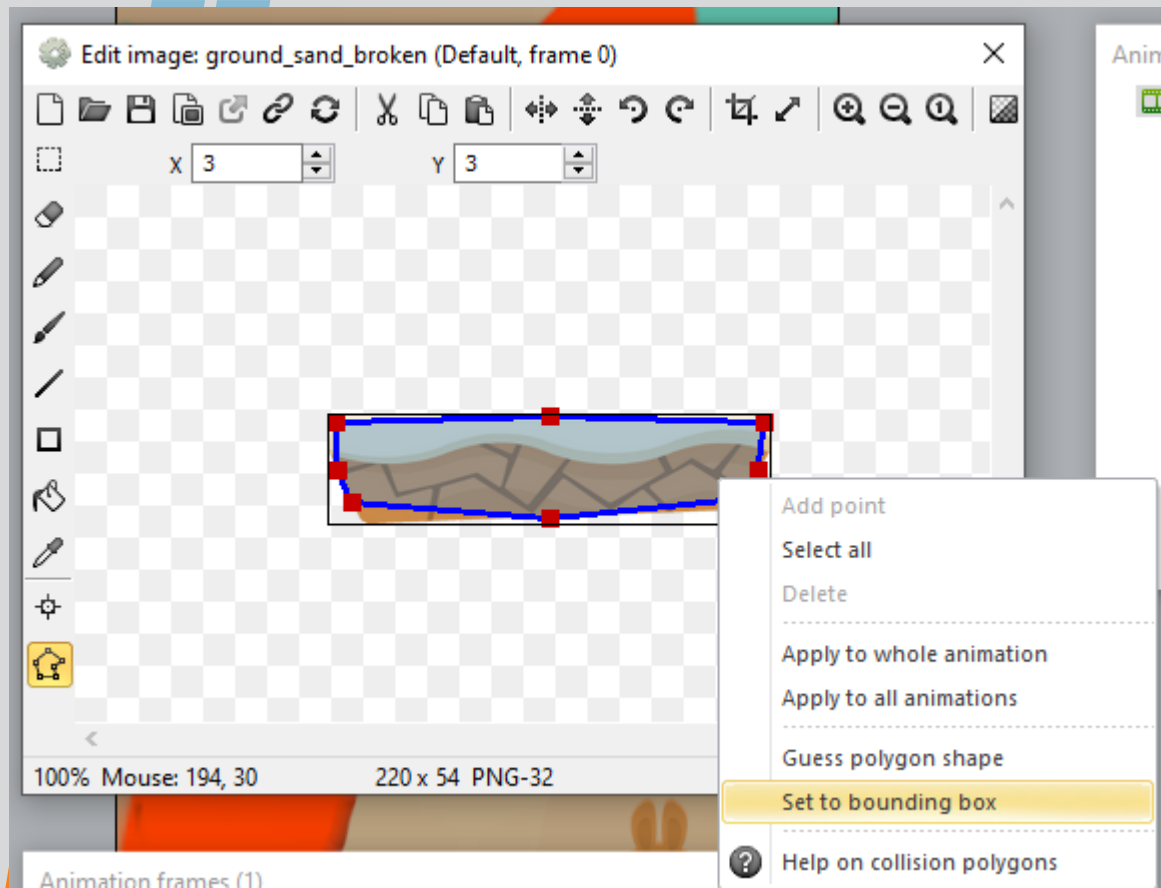 Edit image: ground_sand_broken (Default, frame 0)
Anim
X 3 Y 3
Add point
Select all
Delete
Apply to whole animation
Apply to all animations
Guess polygon shape
Set to bounding box
Help on collision polygons
100% Mouse: 194, 30 220 x 54 PNG-32
Animation frames (1)